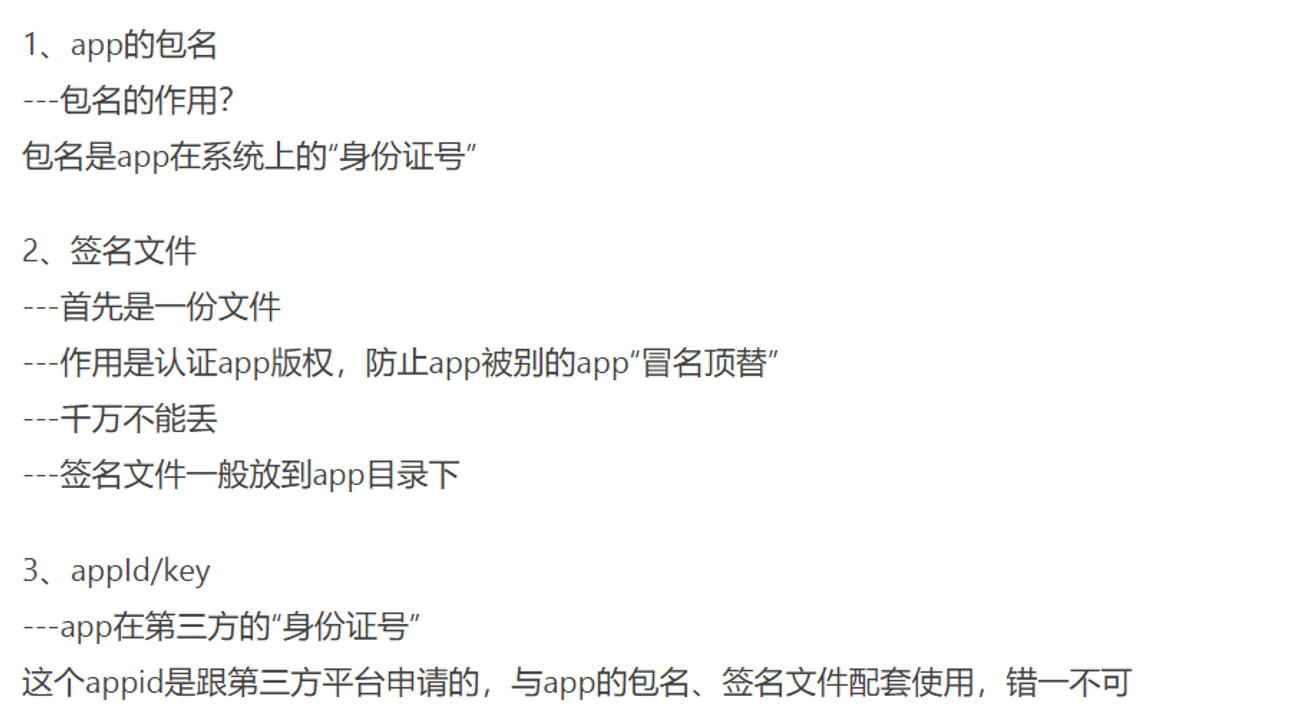 1、app的包名
---包名的作用?
包名是app在系统上的“身份证号”
2、签名文件
---首先是一份文件
---作用是认证app版权，防止app被别的app“冒名顶替”
---千万不能丢
---签名文件一般放到app目录下
3、appId/key
---app在第三方的“身份证号”
这个appid是跟第三方平台申请的，与app的包名、签名文件配套使用，错一不可